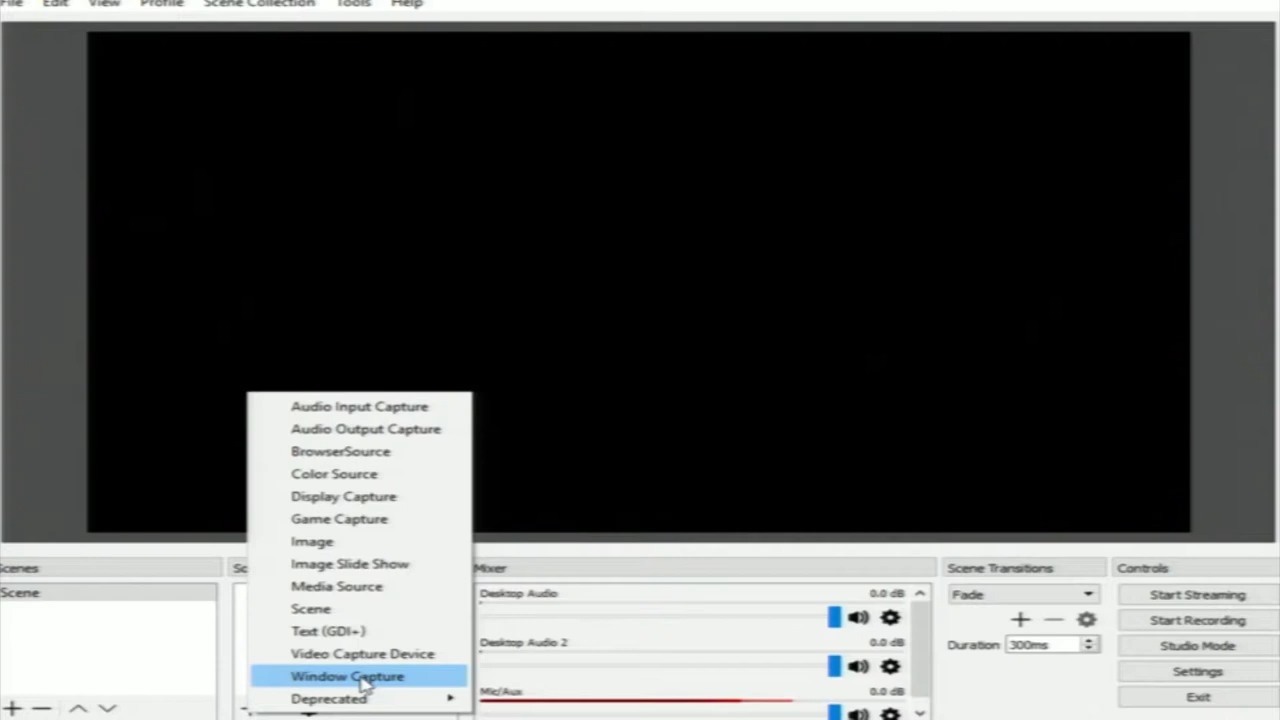 File Edit View Profile Scene Collection Tools Help
Audio Input Capture
Audio Output Capture
BrowserSource
Color Source
Display Capture
Game Capture
Image
Image Slide Show
Media Source
Scene
Text (GDI+)
Video Capture Device
Window Capture
Deprecated
cenes
Scene
Sc
Mixer
Desktop Audio 0.0 dB
Desktop Audio 2 0.0 dB
Mic/Aux 0.0 dB
Scene Transitions
Fade
Duration 300ms
Controls
Start Streaming
Start Recording
Studio Mode
Settings
Exit